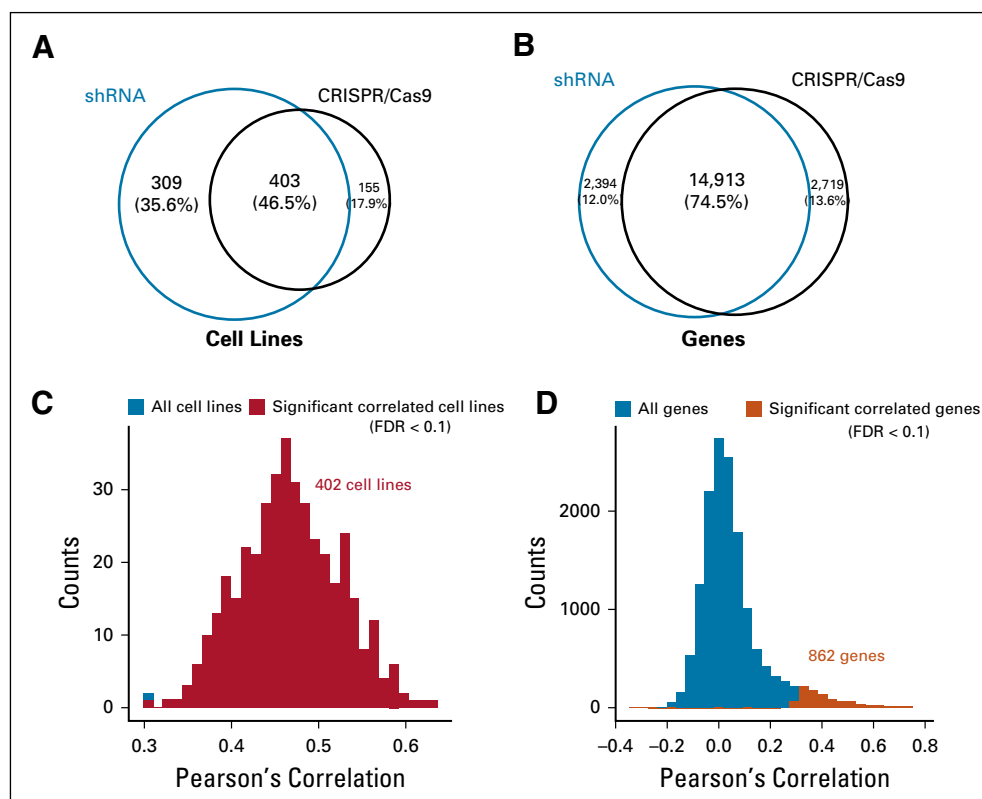 A
shRNA
CRISPR/Cas9
309
(35.6%)
403
(46.5%)
155
(17.9%)
Cell Lines
B
shRNA
CRISPR/Cas9
2,394
(12.0%)
14,913
(74.5%)
2,719
(13.6%)
Genes
C
All cell lines
Significant correlated cell lines
(FDR < 0.1)
402 cell lines
Counts
30
20
10
0
0.3
0.4
0.5
0.6
Pearson's Correlation
D
All genes
Significant correlated genes
(FDR < 0.1)
862 genes
Counts
2000
1000
0
−0.4
−0.2
0.0
0.2
0.4
0.6
0.8
Pearson's Correlation